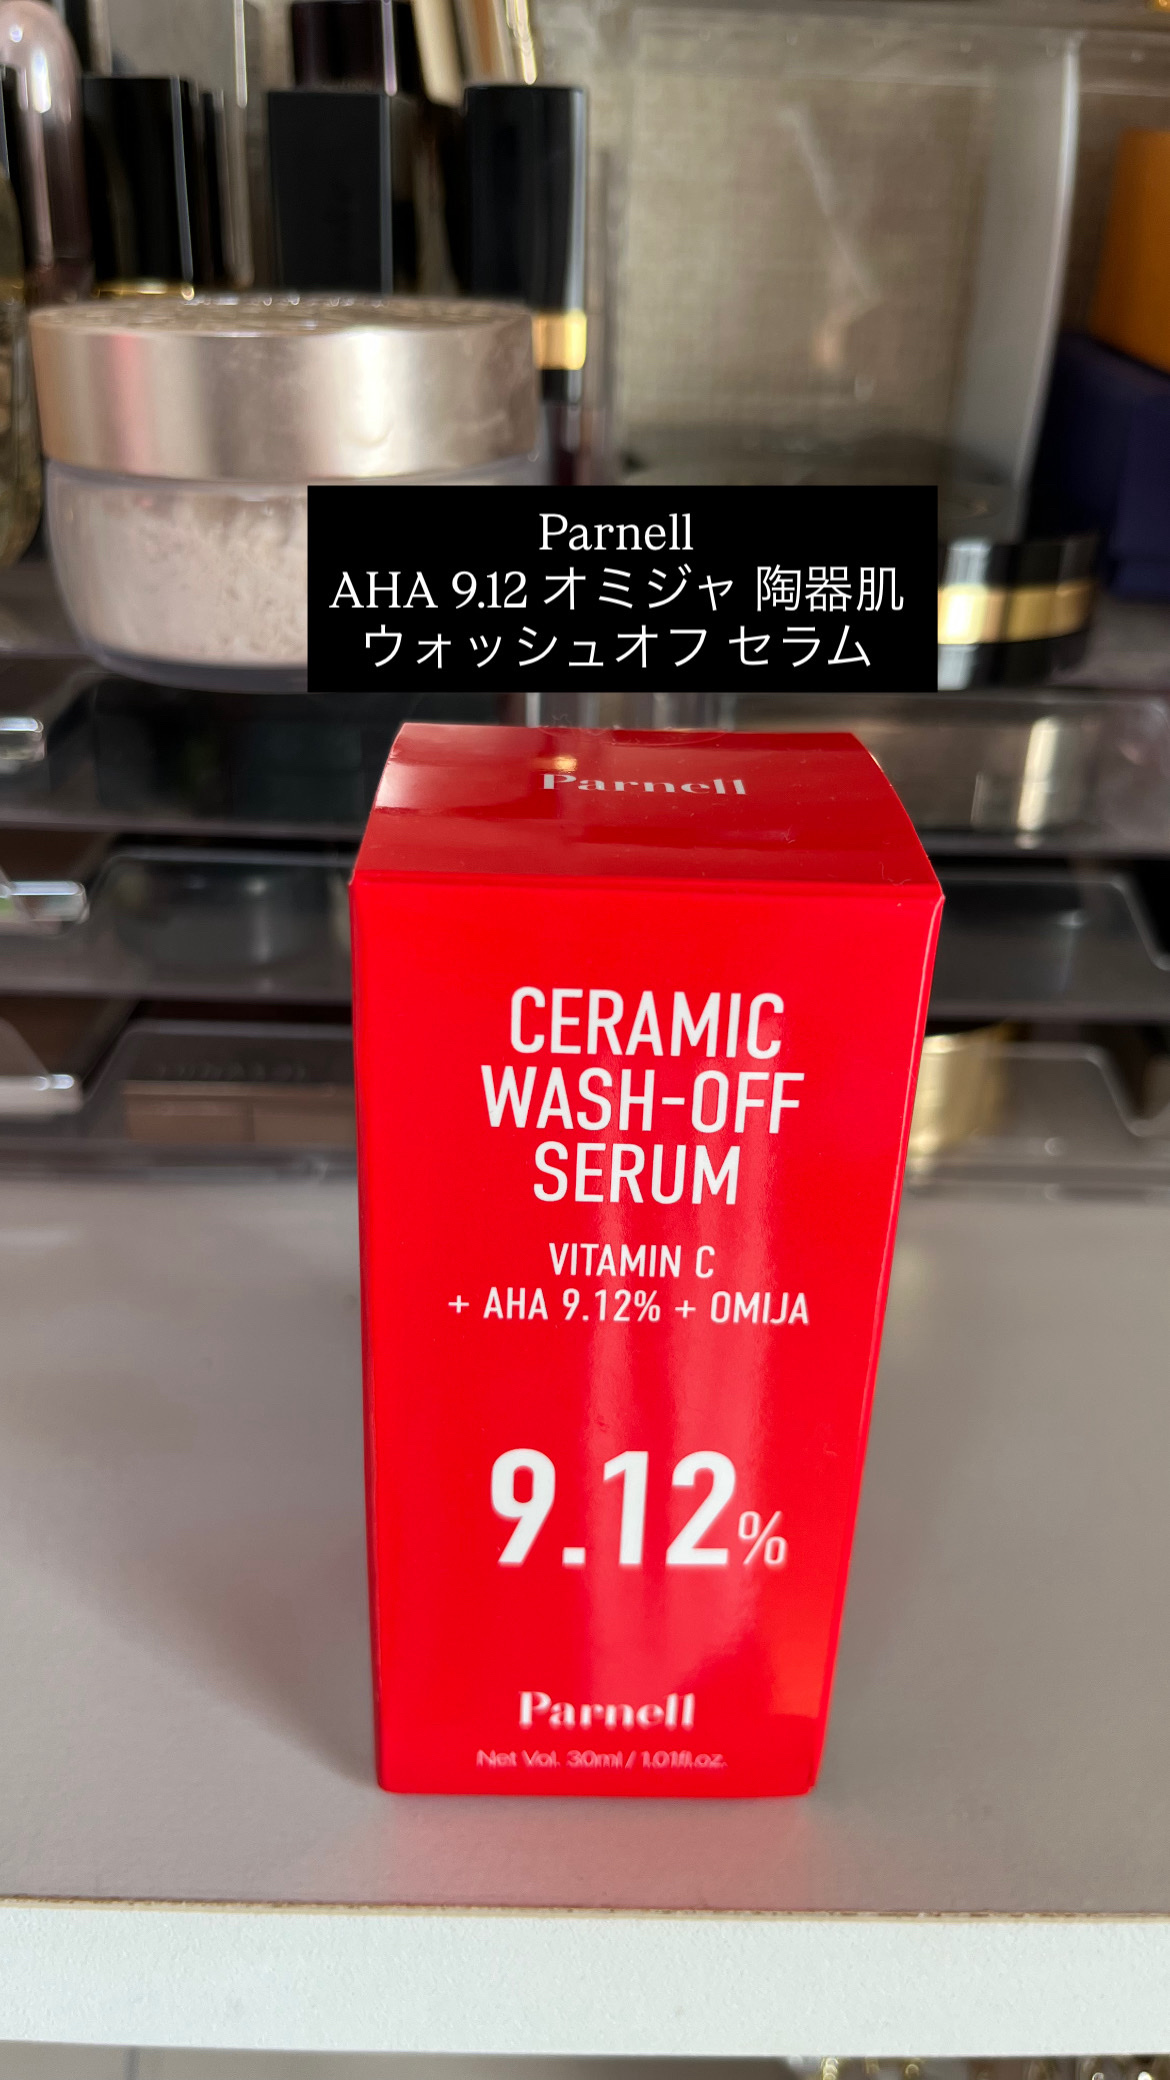 Parnell
AHA 9.12 オミジャ 陶器肌
ウォッシュオフ セラム
Parnell
CERAMIC
WASH-OFF
SERUM
VITAMIN C
+ AHA 9.12% + OMIJA
9.12%
Parnell
Net Vol. 30ml / 1.01fl.oz.